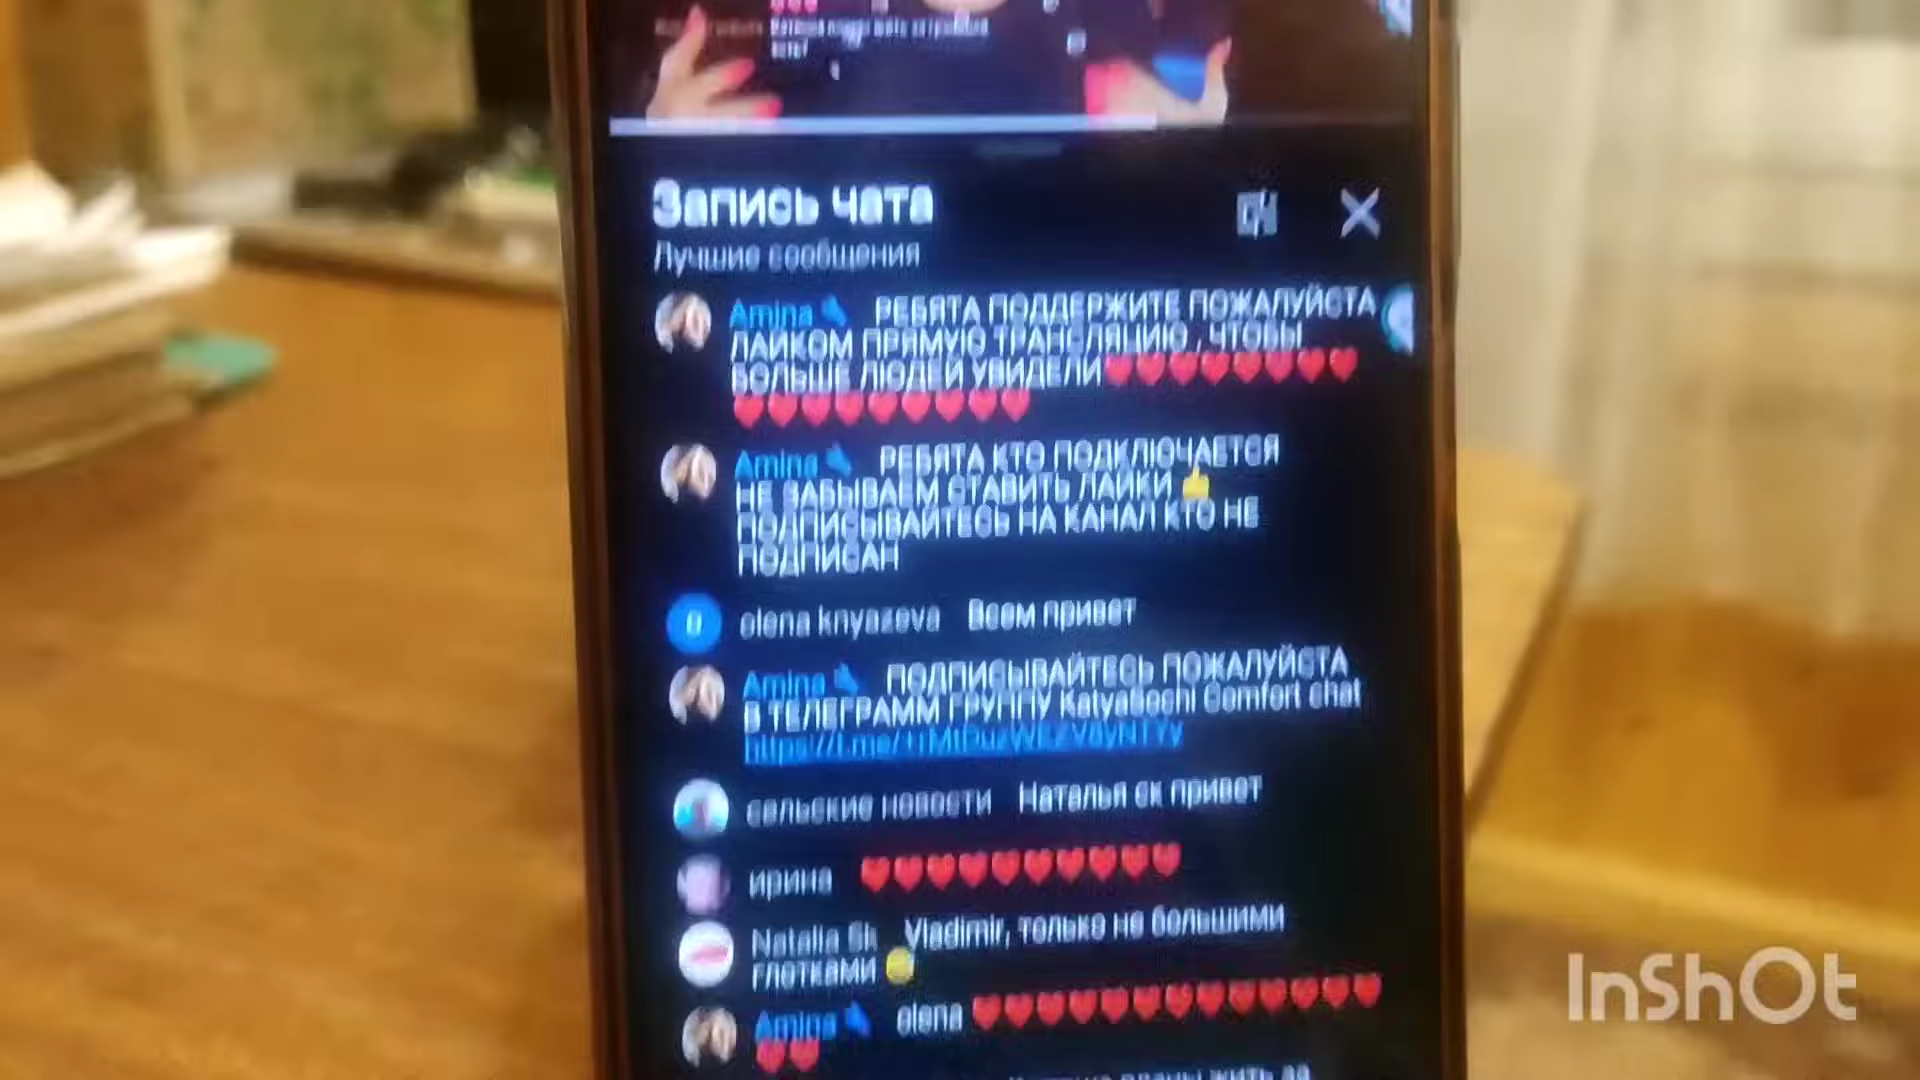 Запись чата
Лучшие сообщения
Amina РЕБЯТА ПОДДЕРЖИТЕ ПОЖАЛУЙСТА
ЛАЙКОМ ПРЯМУЮ ТРАНСЛЯЦИЮ , ЧТОБЫ
БОЛЬШЕ ЛЮДЕЙ УВИДЕЛИ❤❤❤❤❤❤❤❤
❤❤❤❤❤❤❤❤❤
Amina РЕБЯТА КТО ПОДКЛЮЧАЕТСЯ
НЕ ЗАБЫВАЕМ СТАВИТЬ ЛАЙКИ 👍
ПОДПИСЫВАЙТЕСЬ НА КАНАЛ КТО НЕ
ПОДПИСАН
olena knyazeva Всем привет
Amina ПОДПИСЫВАЙТЕСЬ ПОЖАЛУЙСТА
В ТЕЛЕГРАММ ГРУППУ KatyaBoshi Comfort chat
сельские новости Наталья ск привет
ирина ❤❤❤❤❤❤❤❤❤❤
Natalia Sk Vladimir, только не большими
глотками
Amina olena ❤❤❤❤❤❤❤❤❤❤❤❤❤
❤❤
InShOt